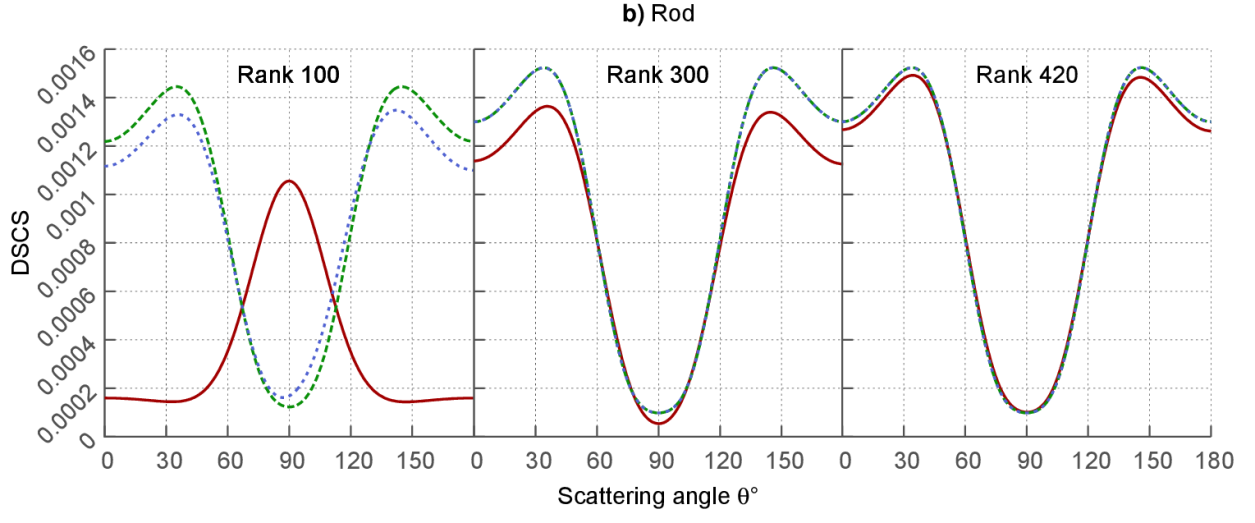 b) Rod
Rank 100 Rank 300 Rank 420
0.0016
0.0014
0.0012
0.001
0.0008
0.0006
0.0004
0.0002
0
DSCS
0 30 60 90 120 150 0 30 60 90 120 150 0 30 60 90 120 150 180
Scattering angle θ°